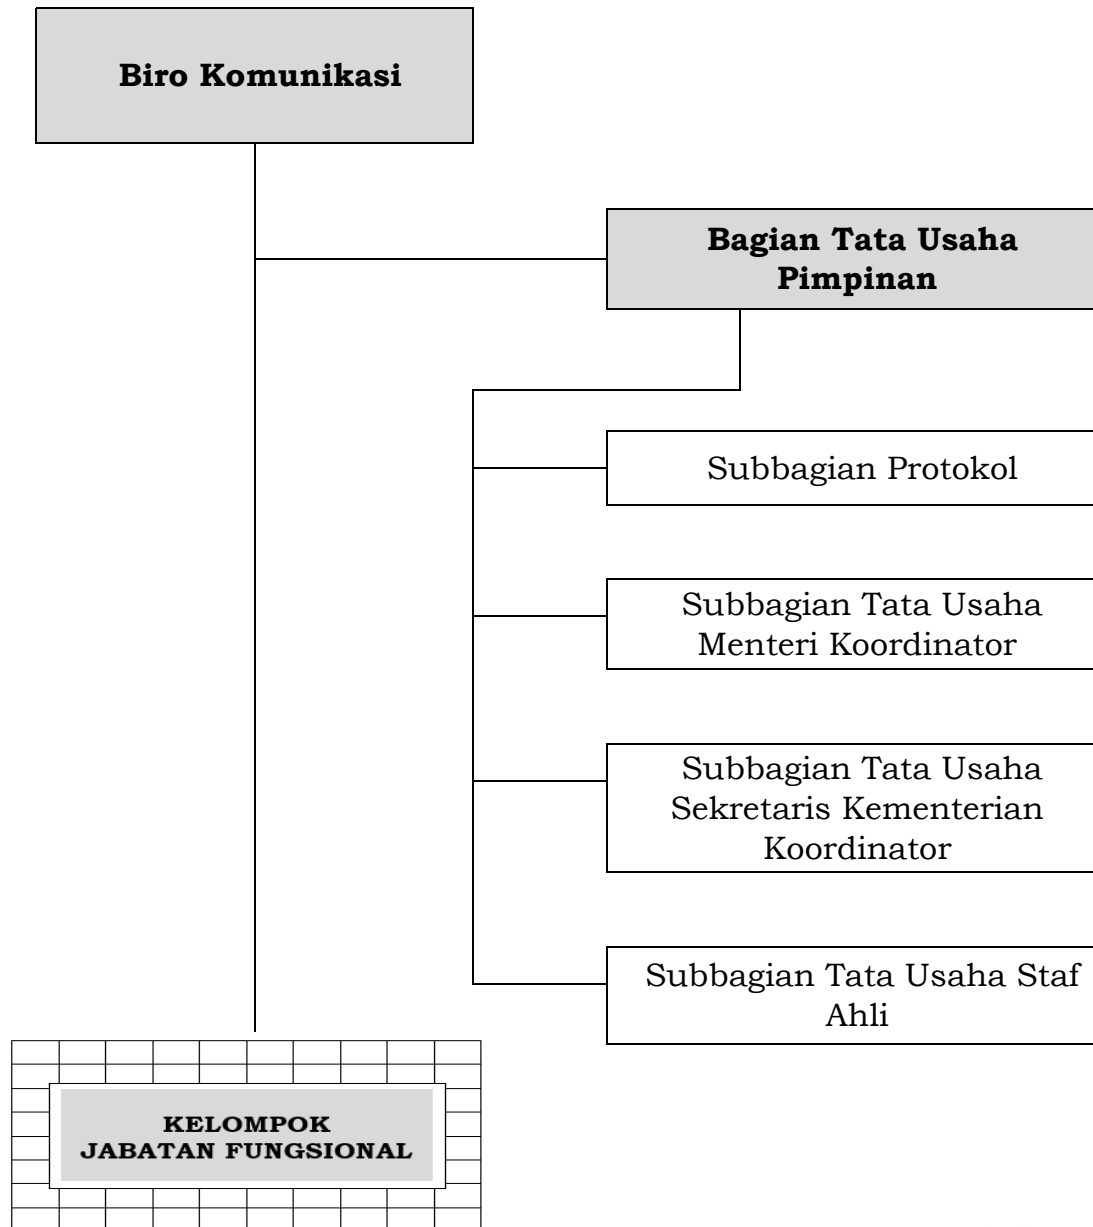 Biro Komunikasi
Bagian Tata Usaha
Pimpinan
Subbagian Protokol
Subbagian Tata Usaha
Menteri Koordinator
Subbagian Tata Usaha
Sekretaris Kementerian
Koordinator
Subbagian Tata Usaha Staf
Ahli
KELOMPOK
JABATAN FUNGSIONAL